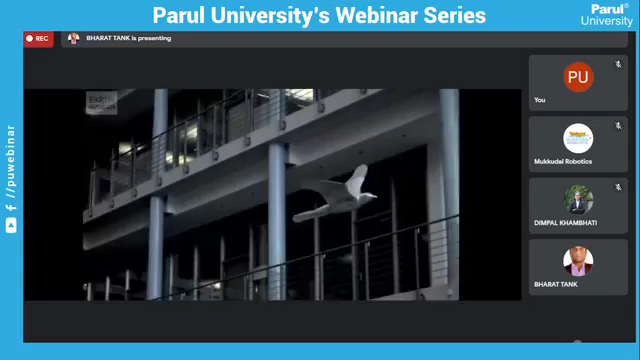 Parul University's Webinar Series
Parul®
University
REC
BHARAT TANK is presenting
PU
You
Mukkudal Robotics
DIMPAL KHAMBHATI
BHARAT TANK
f //puwebinar